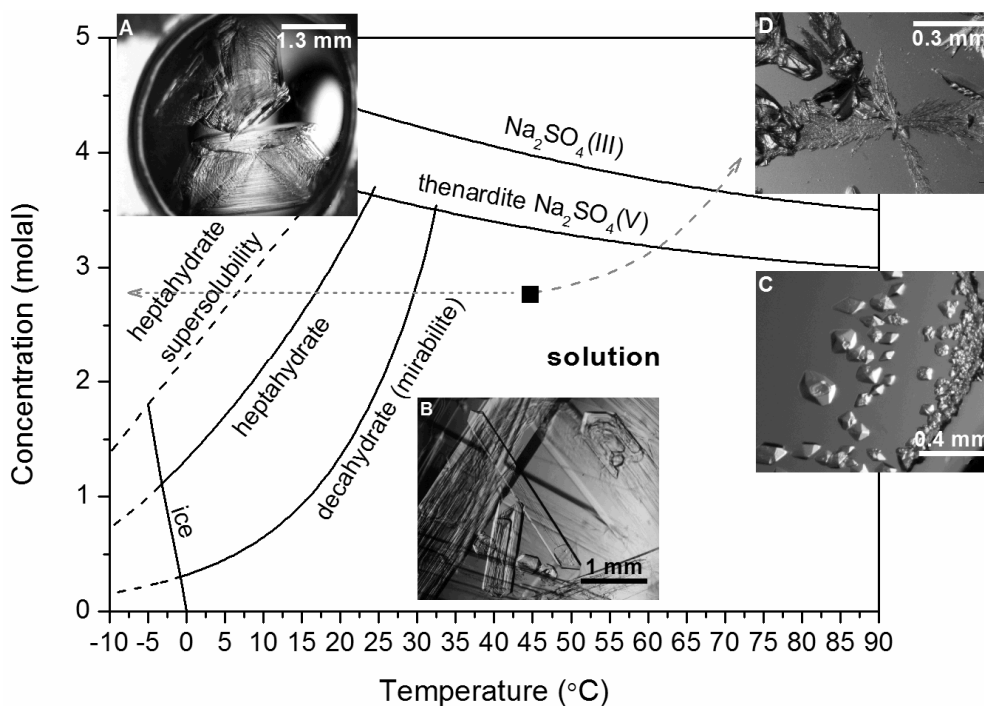 A
1.3 mm
D
0.3 mm
Na₂SO₄(III)
thenardite Na₂SO₄(V)
heptahydrate
supersolubility
heptahydrate
decahydrate (mirabilite)
ice
solution
B
1 mm
C
0.4 mm
Concentration (molal)
5
4
3
2
1
0
-10 -5 0 5 10 15 20 25 30 35 40 45 50 55 60 65 70 75 80 85 90
Temperature (°C)